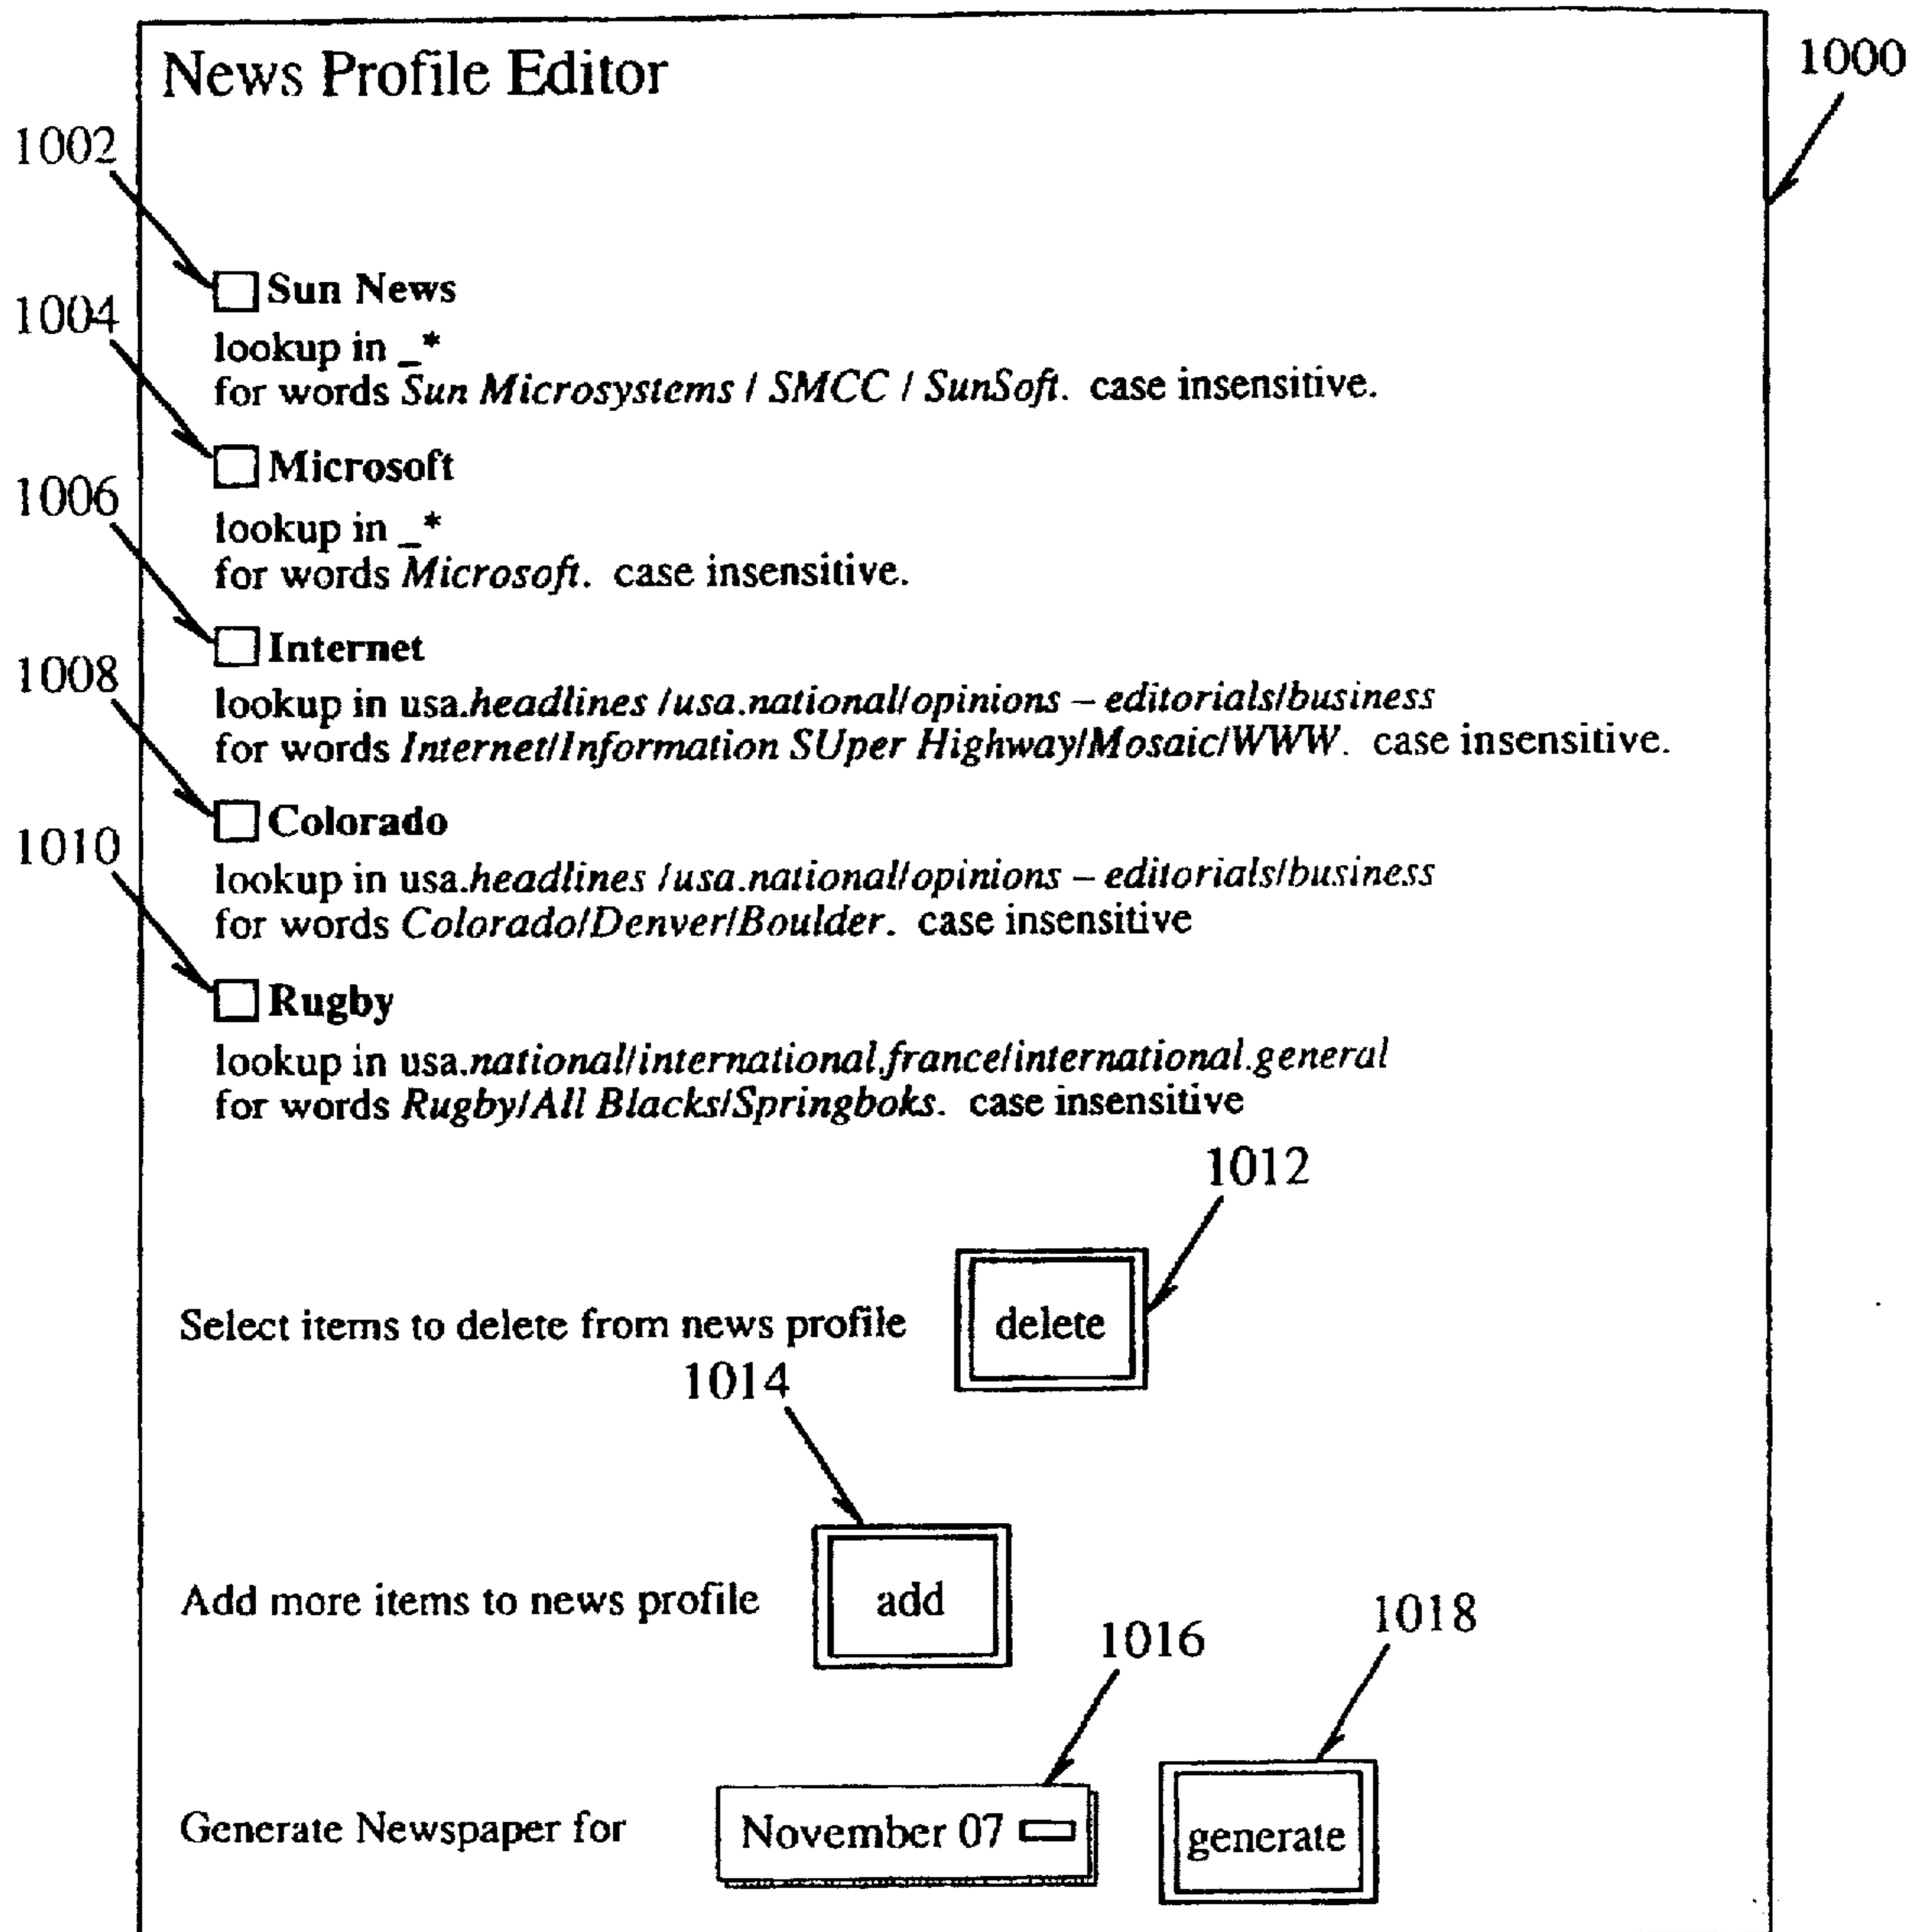 News Profile Editor
1000
1002
Sun News
1004
lookup in _*
for words Sun Microsystems / SMCC / SunSoft. case insensitive.
Microsoft
1006
lookup in _*
for words Microsoft. case insensitive.
Internet
1008
lookup in usa.headlines /usa.national/opinions – editorials/business
for words Internet/Information SUper Highway/Mosaic/WWW. case insensitive.
Colorado
1010
lookup in usa.headlines /usa.national/opinions – editorials/business
for words Colorado/Denver/Boulder. case insensitive
Rugby
lookup in usa.national/international.france/international.general
for words Rugby/All Blacks/Springboks. case insensitive
1012
Select items to delete from news profile delete
1014
Add more items to news profile add
1016
1018
Generate Newspaper for November 07 generate